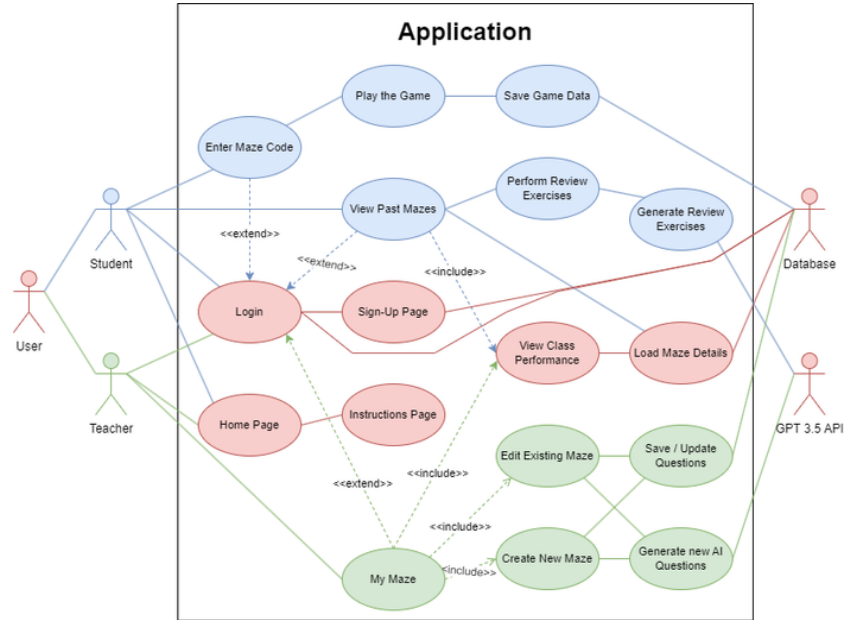 Application
Play the Game
Save Game Data
Enter Maze Code
Perform Review
Exercises
View Past Mazes
Generate Review
Exercises
<<extend>>
Student
Database
<<extend>>
<<include>>
Login
Sign-Up Page
User
View Class
Performance
Load Maze Details
Teacher
Home Page
Instructions Page
GPT 3.5 API
Edit Existing Maze
Save / Update
Questions
<<include>>
<<extend>>
<<include>>
My Maze
<<include>>
Create New Maze
Generate new AI
Questions